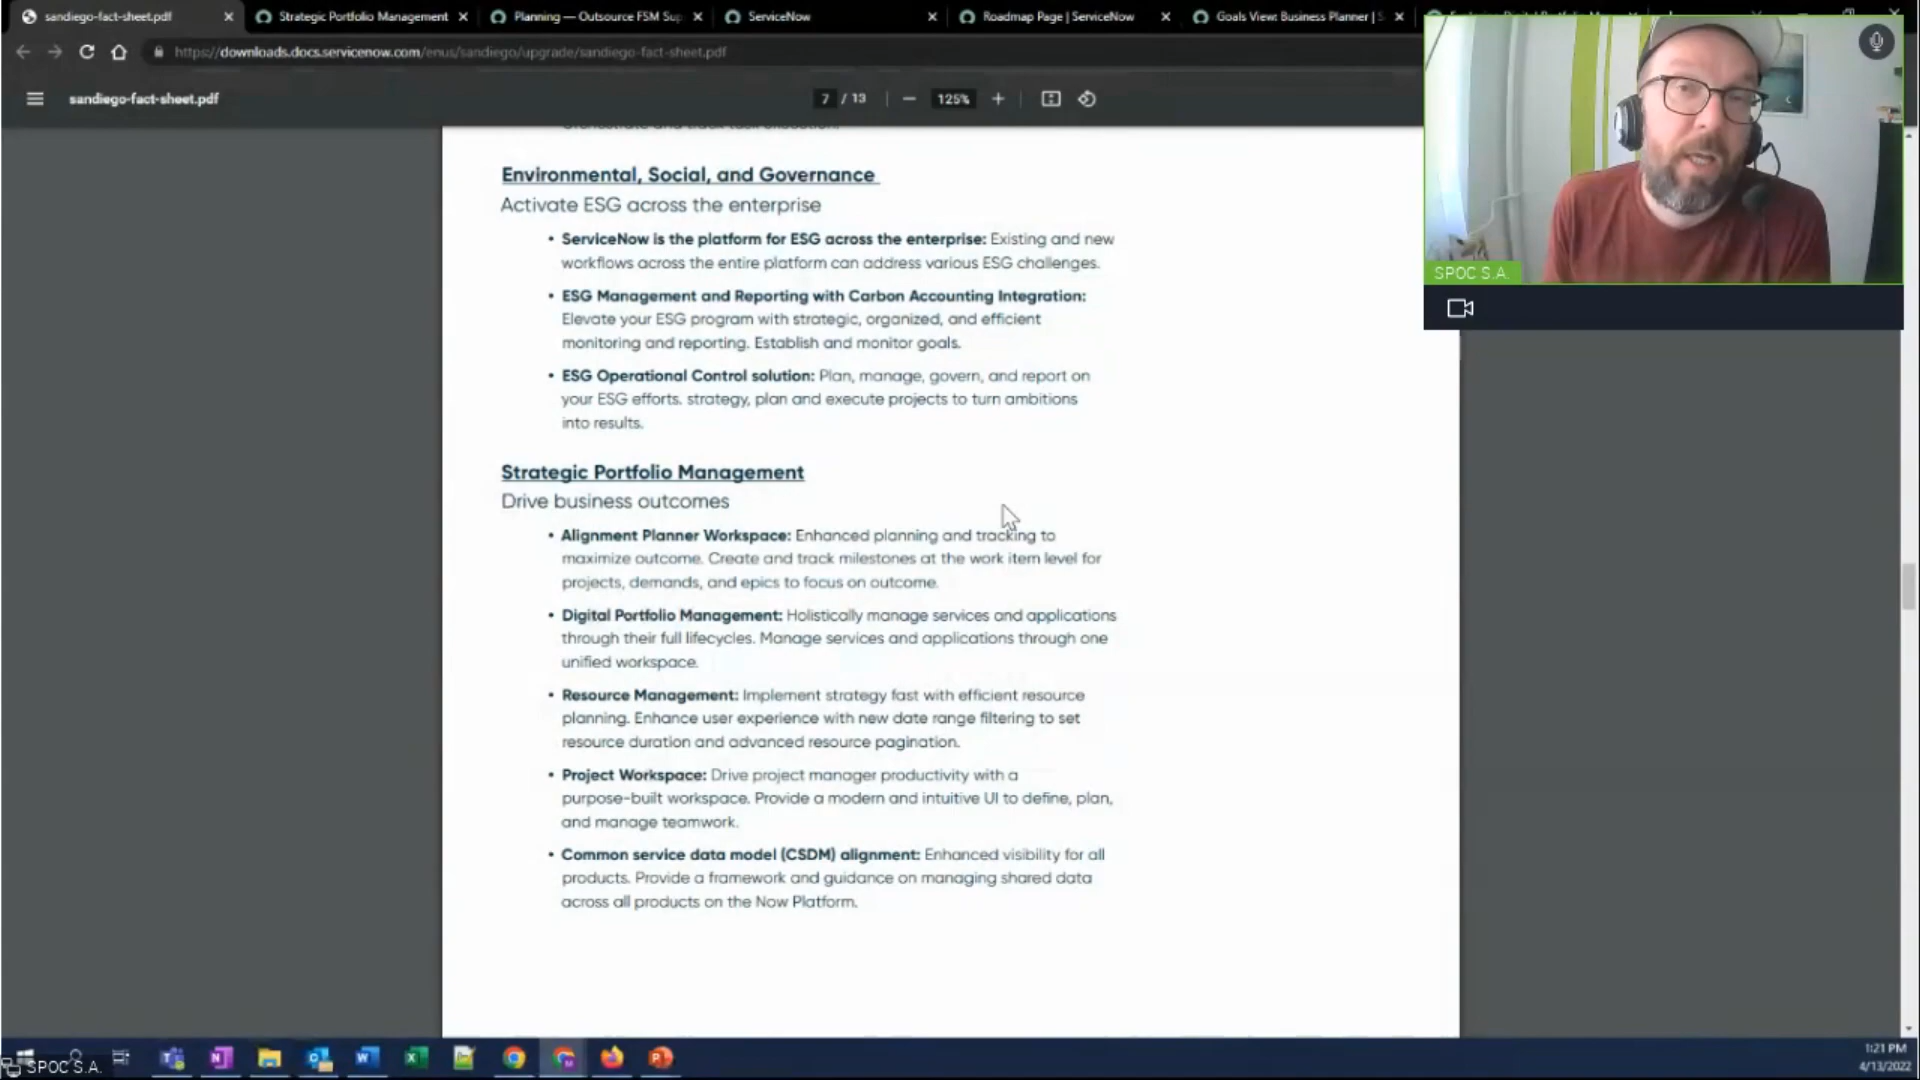 sandiego-fact-sheet.pdf
Strategic Portfolio Management
Planning — Outsource FSM Sup
ServiceNow
Roadmap Page | ServiceNow
Goals View: Business Planner | S
https://downloads.docs.servicenow.com/enus/sandiego/upgrade/sandiego-fact-sheet.pdf
sandiego-fact-sheet.pdf
7 / 13
125%
Orchestrate and track task execution.
Environmental, Social, and Governance
Activate ESG across the enterprise
• ServiceNow is the platform for ESG across the enterprise: Existing and new
workflows across the entire platform can address various ESG challenges.
• ESG Management and Reporting with Carbon Accounting Integration:
Elevate your ESG program with strategic, organized, and efficient
monitoring and reporting. Establish and monitor goals.
• ESG Operational Control solution: Plan, manage, govern, and report on
your ESG efforts. strategy, plan and execute projects to turn ambitions
into results.
Strategic Portfolio Management
Drive business outcomes
• Alignment Planner Workspace: Enhanced planning and tracking to
maximize outcome. Create and track milestones at the work item level for
projects, demands, and epics to focus on outcome.
• Digital Portfolio Management: Holistically manage services and applications
through their full lifecycles. Manage services and applications through one
unified workspace.
• Resource Management: Implement strategy fast with efficient resource
planning. Enhance user experience with new date range filtering to set
resource duration and advanced resource pagination.
• Project Workspace: Drive project manager productivity with a
purpose-built workspace. Provide a modern and intuitive UI to define, plan,
and manage teamwork.
• Common service data model (CSDM) alignment: Enhanced visibility for all
products. Provide a framework and guidance on managing shared data
across all products on the Now Platform.
SPOC S.A.
SPOC S.A.
1:21 PM
4/13/2022